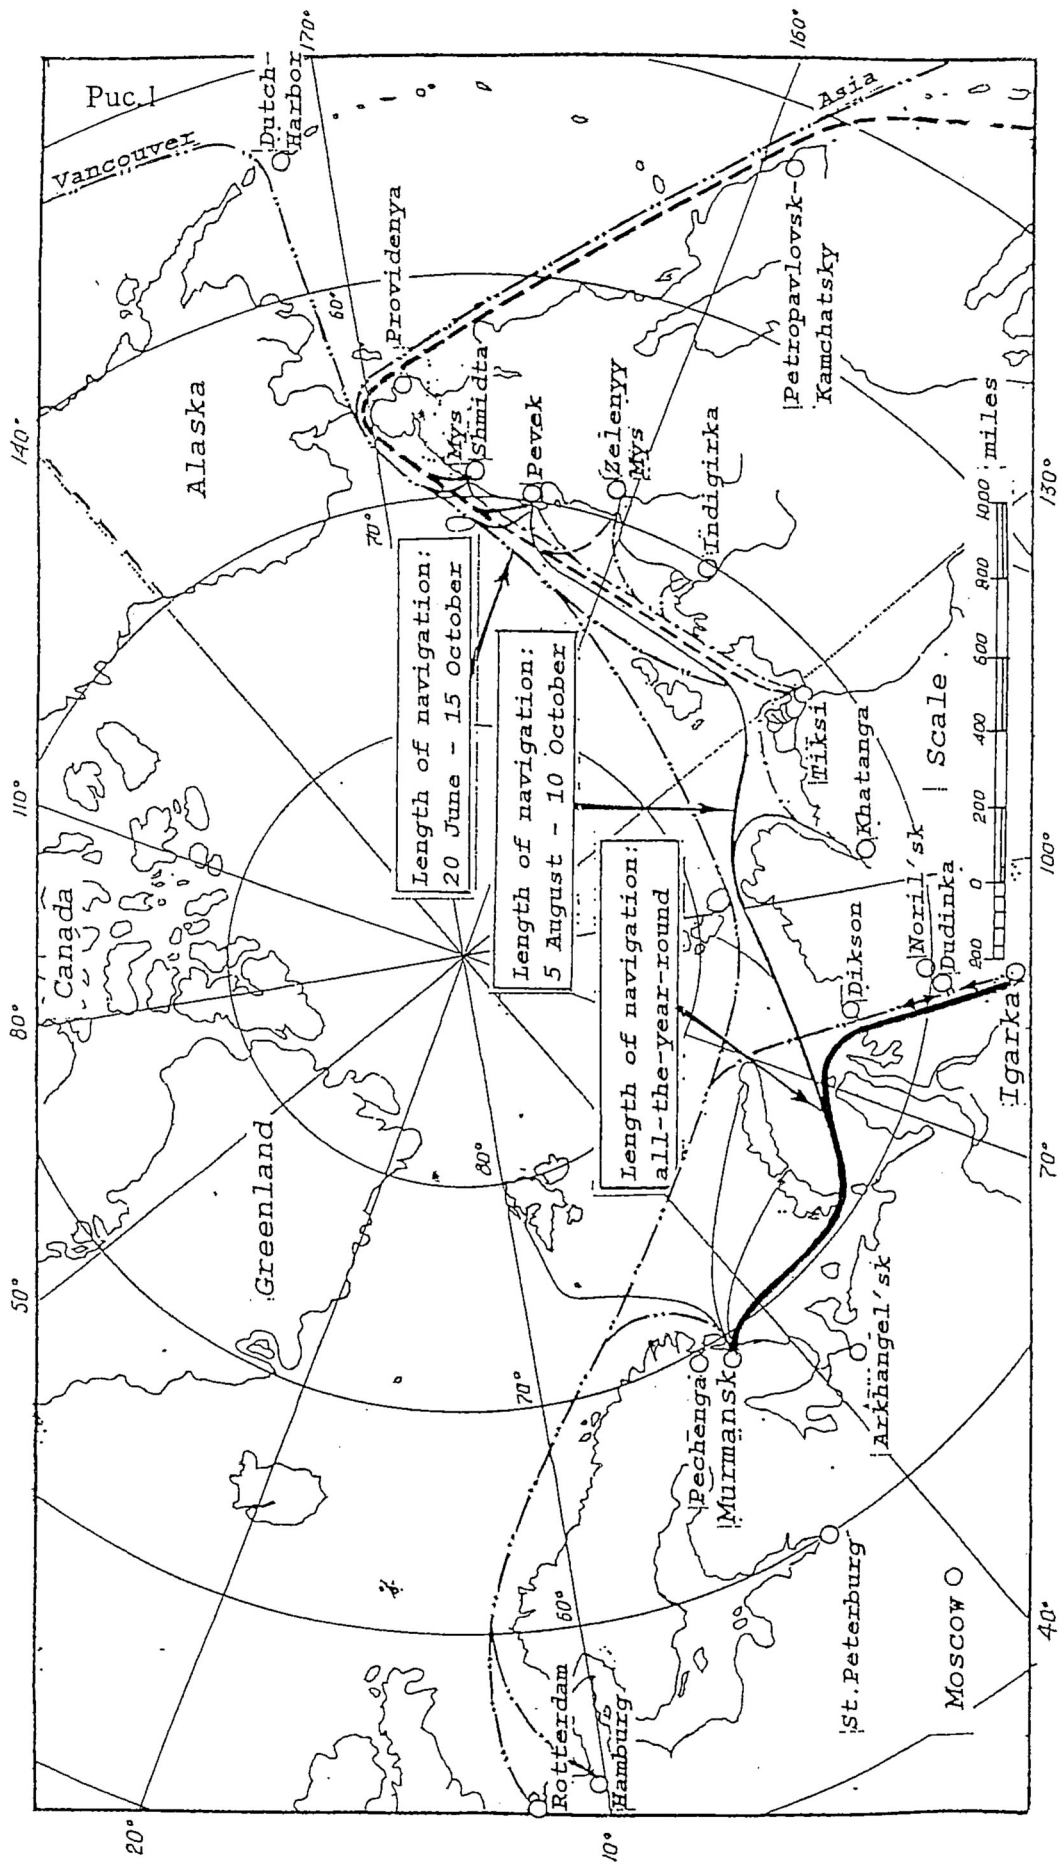 Рис.1
Vancouver
Dutch-
Harbor
170°
160°
Asia
140°
Alaska
60°
Providenya
Petropavlovsk-
Kamchatsky
70°
Mys
Shmidta
Pevek
Zelenyy
Mys
Indigirka
130°
Length of navigation:
20 June - 15 October
Length of navigation:
5 August - 10 October
Length of navigation:
all-the-year-round
Tiksi
Khatanga
Scale
200 0 200 400 600 800 1000 miles
110°
Canada
80°
100°
Noril'sk
Dudinka
Dikson
Igarka
70°
Greenland
80°
50°
70°
Pechenga
Murmansk
Arkhangel'sk
60°
St.Peterburg
Moscow
40°
Rotterdam
Hamburg
20°
10°